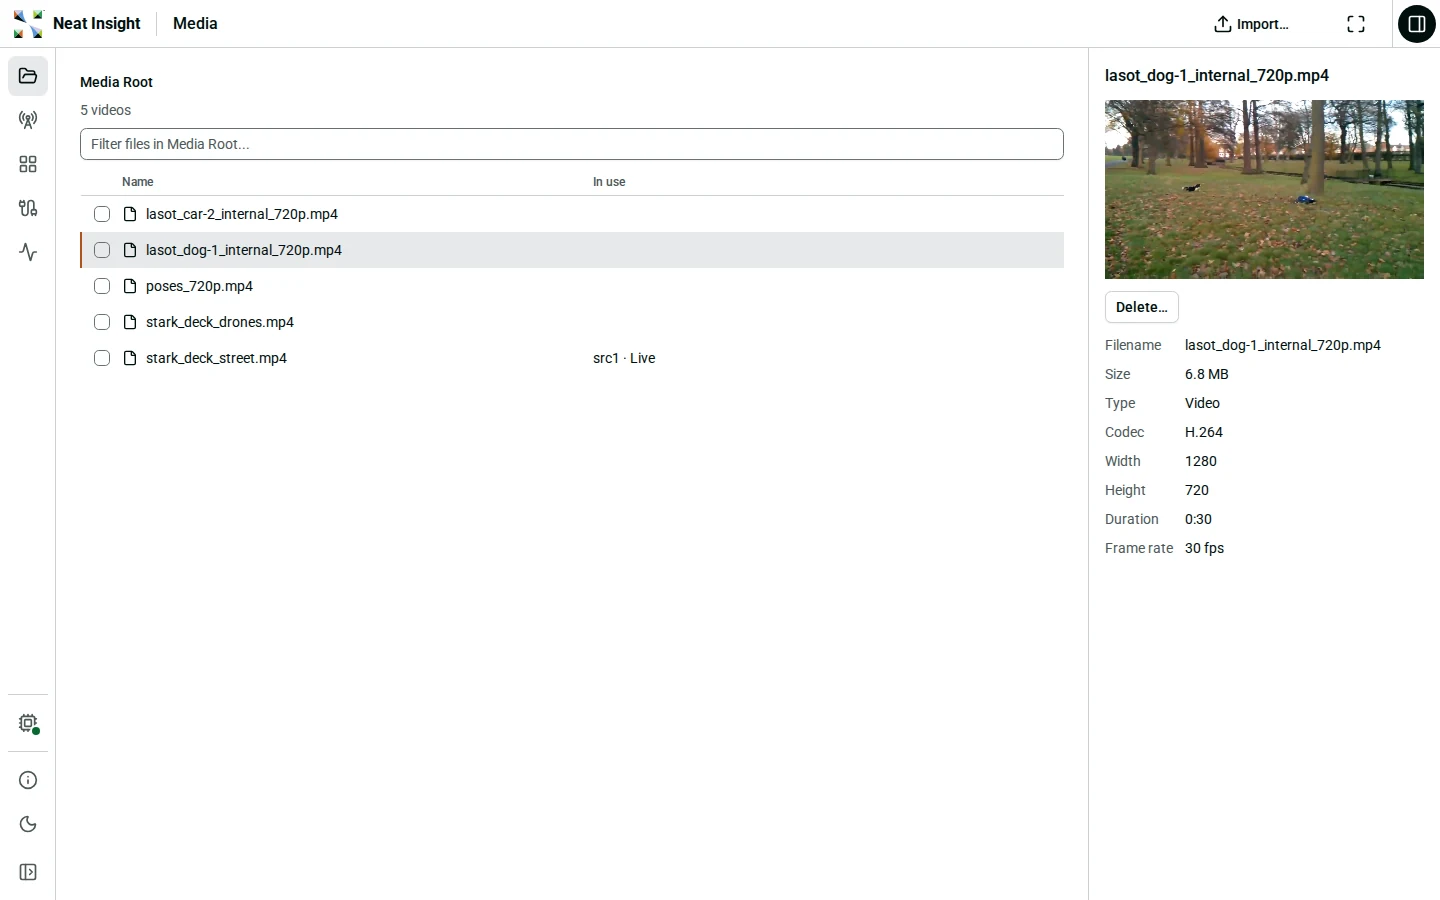 Neat Insight
Media
Import...
Media Root
5 videos
Filter files in Media Root...
Name In use
lasot_car-2_internal_720p.mp4
lasot_dog-1_internal_720p.mp4
poses_720p.mp4
stark_deck_drones.mp4
stark_deck_street.mp4 src1 · Live
lasot_dog-1_internal_720p.mp4
Delete...
Filename lasot_dog-1_internal_720p.mp4
Size 6.8 MB
Type Video
Codec H.264
Width 1280
Height 720
Duration 0:30
Frame rate 30 fps